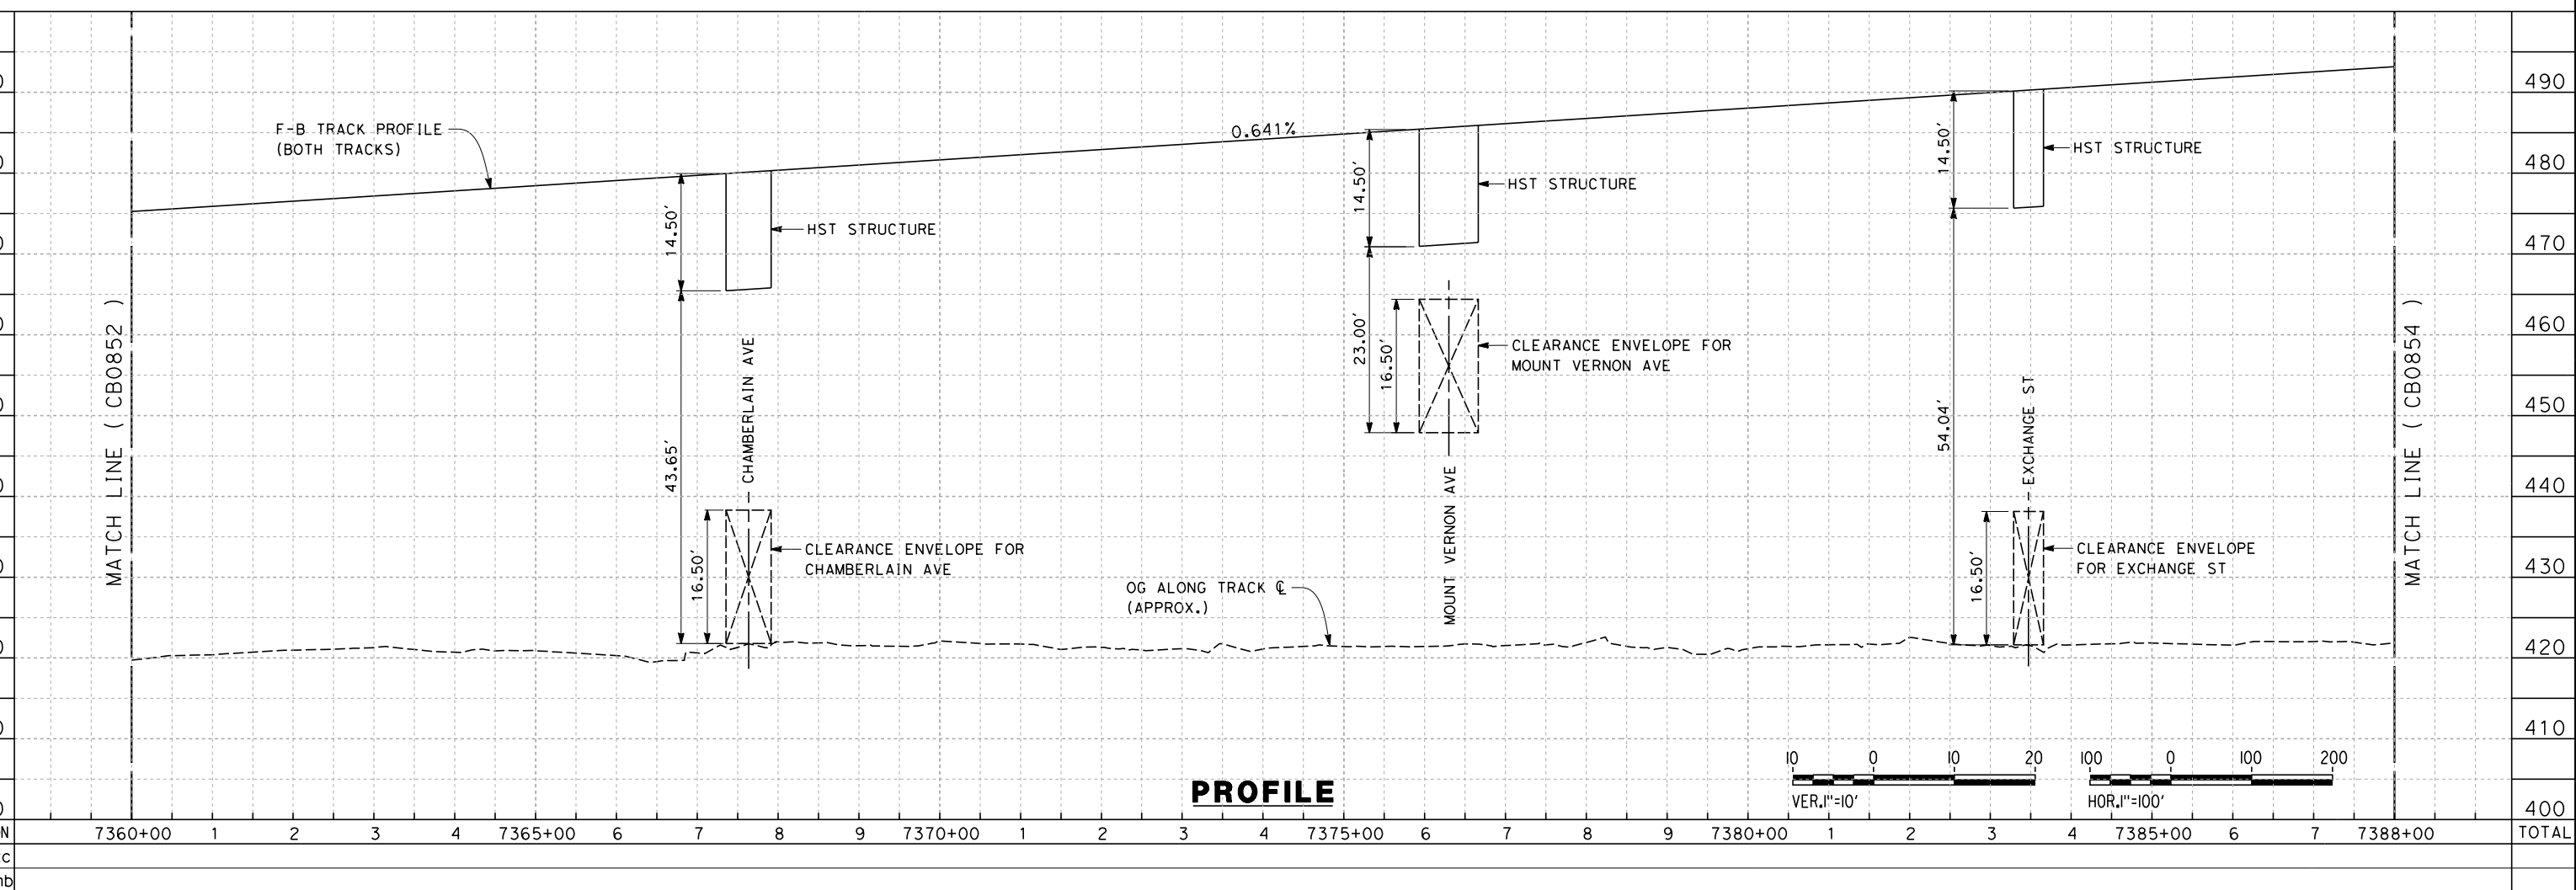 490
F-B TRACK PROFILE
(BOTH TRACKS)
0.641%
14.50'
HST STRUCTURE
480
14.50'
HST STRUCTURE
14.50'
HST STRUCTURE
470
460
MATCH LINE ( CB0852 )
CHAMBERLAIN AVE
23.00'
16.50'
CLEARANCE ENVELOPE FOR
MOUNT VERNON AVE
MATCH LINE ( CB0854 )
450
43.65'
54.04'
EXCHANGE ST
440
MOUNT VERNON AVE
16.50'
CLEARANCE ENVELOPE FOR
CHAMBERLAIN AVE
16.50'
CLEARANCE ENVELOPE
FOR EXCHANGE ST
430
OG ALONG TRACK ℄
(APPROX.)
420
410
10 0 10 20
VER.1"=10'
100 0 100 200
HOR.1"=100'
PROFILE
400
7360+00 1 2 3 4 7365+00 6 7 8 9 7370+00 1 2 3 4 7375+00 6 7 8 9 7380+00 1 2 3 4 7385+00 6 7 7388+00 TOTAL